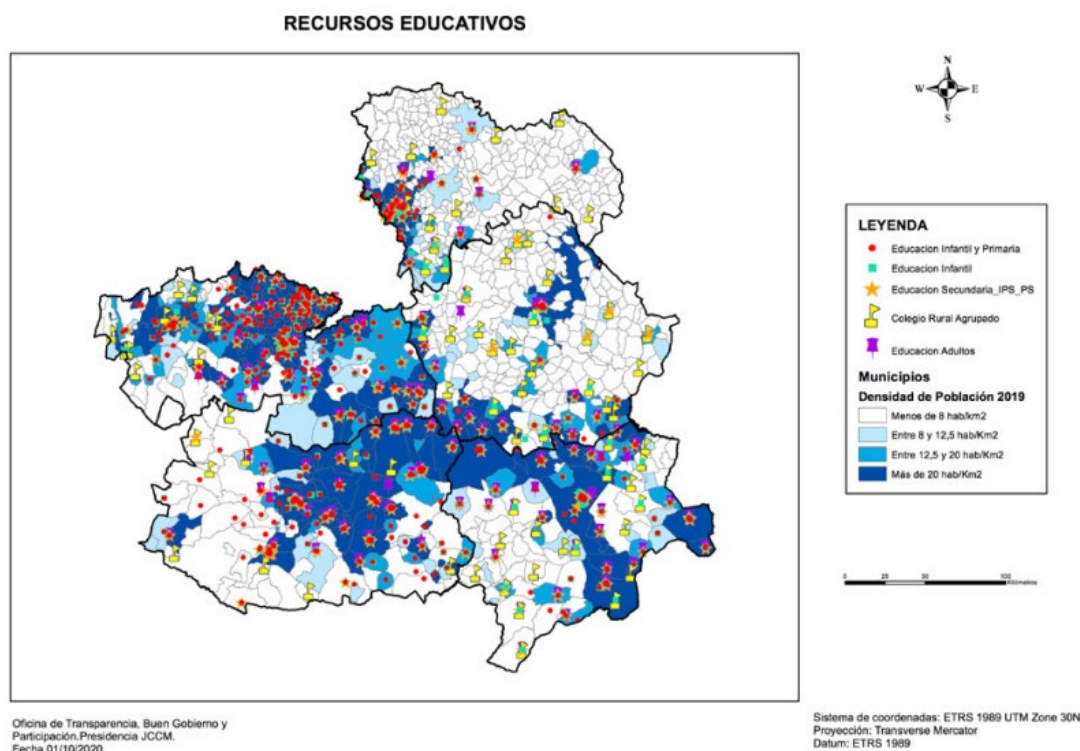 RECURSOS EDUCATIVOS
N
W
E
S
LEYENDA
Educacion Infantil y Primaria
Educacion Infantil
Educacion Secundaria_IPS_PS
Colegio Rural Agrupado
Educacion Adultos
Municipios
Densidad de Población 2019
Menos de 8 hab/km2
Entre 8 y 12,5 hab/Km2
Entre 12,5 y 20 hab/Km2
Más de 20 hab/Km2
0 25 50 100
Kilómetros
Oficina de Transparencia, Buen Gobierno y
Participación.Presidencia JCCM.
Fecha 01/10/2020
Sistema de coordenadas: ETRS 1989 UTM Zone 30N
Proyección: Transverse Mercator
Datum: ETRS 1989